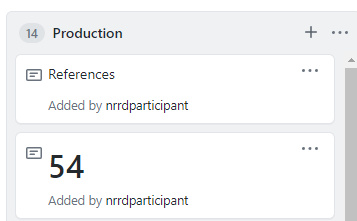 14 Production
References
Added by nrrdparticipant
54
Added by nrrdparticipant